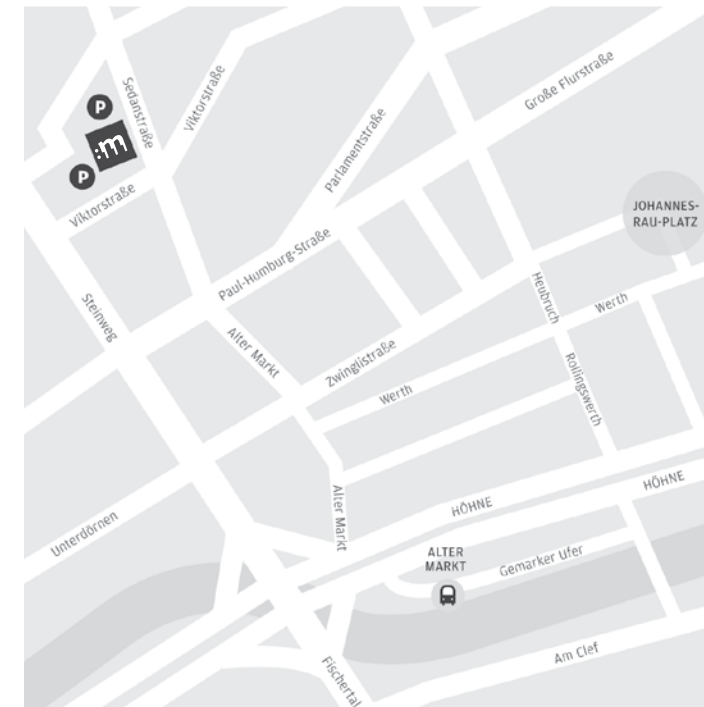 Sedanstraße
Viktorstraße
Große Flurstraße
P
:m
P
Parlamentstraße
Viktorstraße
JOHANNES-
RAU-PLATZ
Paul-Humburg-Straße
Steinweg
Heubruch
Werth
Alter Markt
Zwinglistraße
Werth
Rollingswerth
Alter Markt
HÖHNE
HÖHNE
Unterdörnen
ALTER
MARKT
Gemarker Ufer
Am Clef
Fischertal